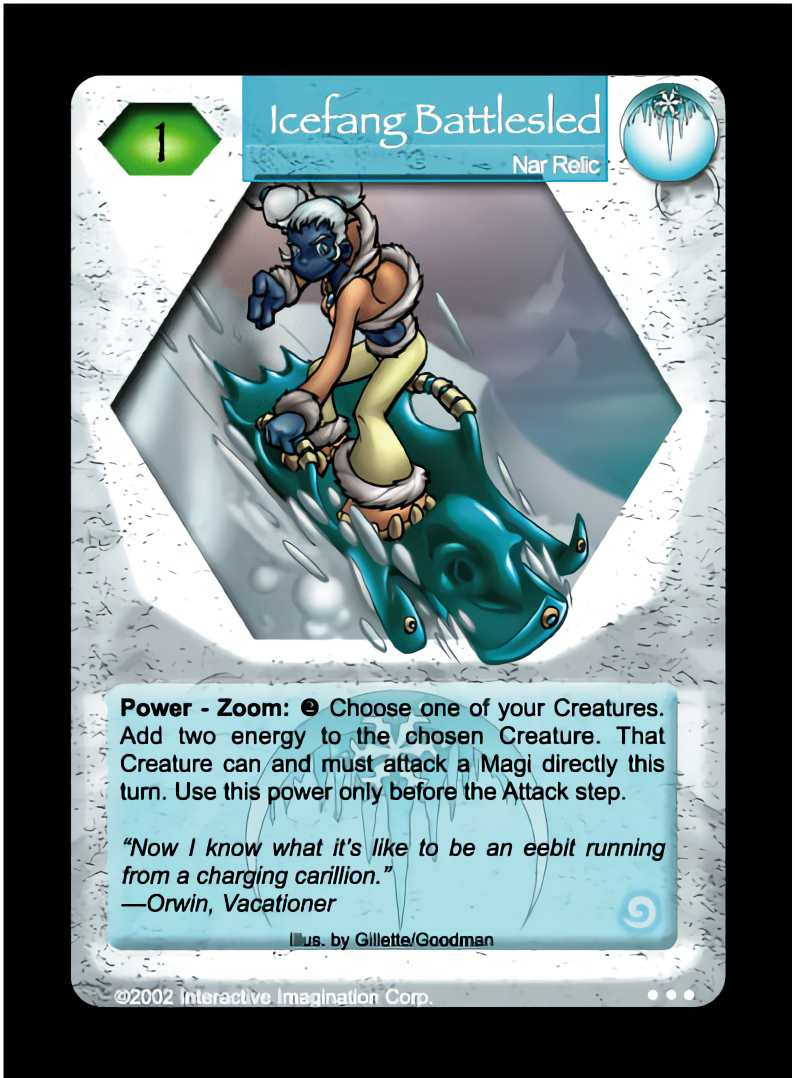 1
Icefang Battlesled
Nar Relic
Power - Zoom: ❷ Choose one of your Creatures.
Add two energy to the chosen Creature. That
Creature can and must attack a Magi directly this
turn. Use this power only before the Attack step.
“Now I know what it’s like to be an eebit running
from a charging carillion.”
—Orwin, Vacationer
Illus. by Gillette/Goodman
©2002 Interactive Imagination Corp.